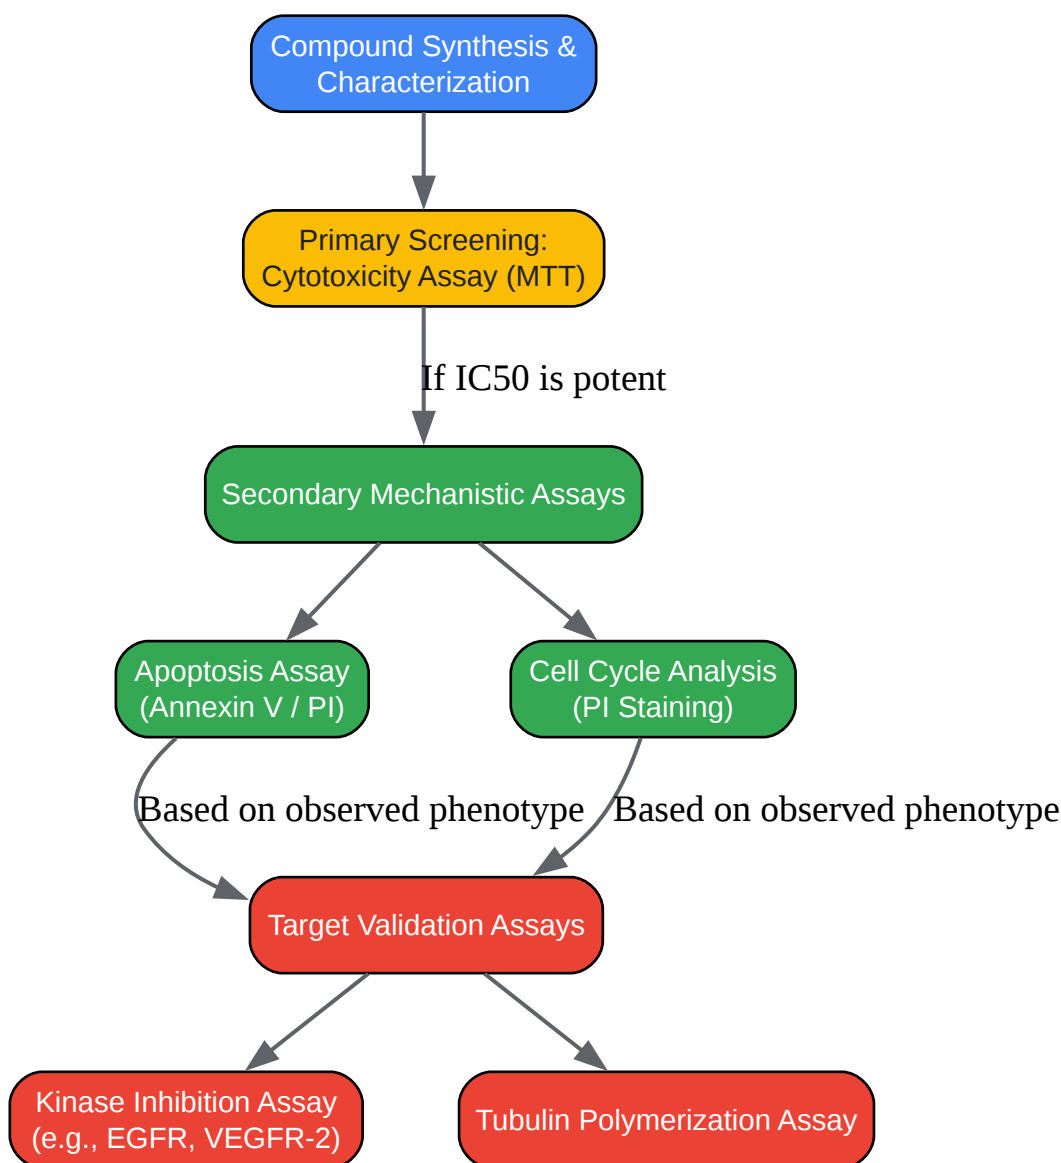 Compound Synthesis &
Characterization
Primary Screening:
Cytotoxicity Assay (MTT)
If IC50 is potent
Secondary Mechanistic Assays
Apoptosis Assay
(Annexin V / PI)
Cell Cycle Analysis
(PI Staining)
Based on observed phenotype
Based on observed phenotype
Target Validation Assays
Kinase Inhibition Assay
(e.g., EGFR, VEGFR-2)
Tubulin Polymerization Assay